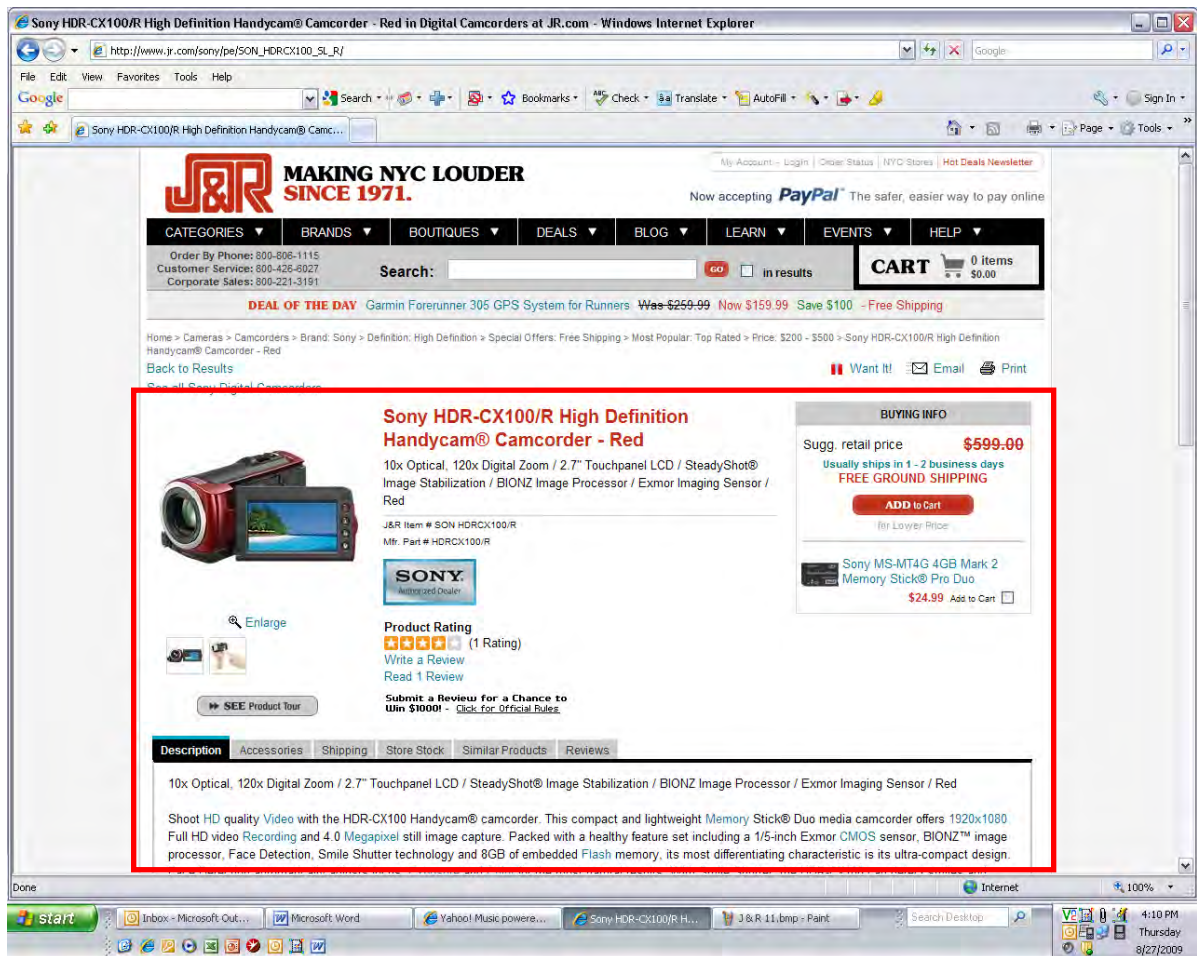 Sony HDR-CX100/R High Definition Handycam® Camcorder - Red in Digital Camcorders at JR.com - Windows Internet Explorer
http://www.jr.com/sony/pe/SON_HDRCX100_SL_R/
Google
File Edit View Favorites Tools Help
Google Search Bookmarks Check Translate AutoFill Sign In
Sony HDR-CX100/R High Definition Handycam® Camc... Page Tools
J&R MAKING NYC LOUDER
SINCE 1971.
My Account - Login | Order Status | NYC Stores | Hot Deals Newsletter
Now accepting PayPal The safer, easier way to pay online
CATEGORIES BRANDS BOUTIQUES DEALS BLOG LEARN EVENTS HELP
Order By Phone: 800-806-1115
Customer Service: 800-426-6027
Corporate Sales: 800-221-3191
Search: GO in results
CART 0 items
$0.00
DEAL OF THE DAY Garmin Forerunner 305 GPS System for Runners Was $259.99 Now $159.99 Save $100 - Free Shipping
Home > Cameras > Camcorders > Brand: Sony > Definition: High Definition > Special Offers: Free Shipping > Most Popular: Top Rated > Price: $200 - $500 > Sony HDR-CX100/R High Definition
Handycam® Camcorder - Red
Back to Results
Want It! Email Print
See all Sony Digital Camcorders
Sony HDR-CX100/R High Definition
Handycam® Camcorder - Red
10x Optical, 120x Digital Zoom / 2.7" Touchpanel LCD / SteadyShot®
Image Stabilization / BIONZ Image Processor / Exmor Imaging Sensor /
Red
J&R Item # SON HDRCX100/R
Mfr. Part # HDRCX100/R
SONY
Authorized Dealer
Enlarge
SEE Product Tour
Product Rating
(1 Rating)
Write a Review
Read 1 Review
Submit a Review for a Chance to
Win $1000! - Click for Official Rules
BUYING INFO
Sugg. retail price $599.00
Usually ships in 1 - 2 business days
FREE GROUND SHIPPING
ADD to Cart
for Lower Price
Sony MS-MT4G 4GB Mark 2
Memory Stick® Pro Duo
$24.99 Add to Cart
Description Accessories Shipping Store Stock Similar Products Reviews
10x Optical, 120x Digital Zoom / 2.7" Touchpanel LCD / SteadyShot® Image Stabilization / BIONZ Image Processor / Exmor Imaging Sensor / Red
Shoot HD quality Video with the HDR-CX100 Handycam® camcorder. This compact and lightweight Memory Stick® Duo media camcorder offers 1920x1080
Full HD video Recording and 4.0 Megapixel still image capture. Packed with a healthy feature set including a 1/5-inch Exmor CMOS sensor, BIONZ™ image
processor, Face Detection, Smile Shutter technology and 8GB of embedded Flash memory, its most differentiating characteristic is its ultra-compact design.
Done Internet 100%
start Inbox - Microsoft Out... Microsoft Word Yahoo! Music powere... Sony HDR-CX100/R H... J & R 11.bmp - Paint Search Desktop
4:10 PM
Thursday
8/27/2009